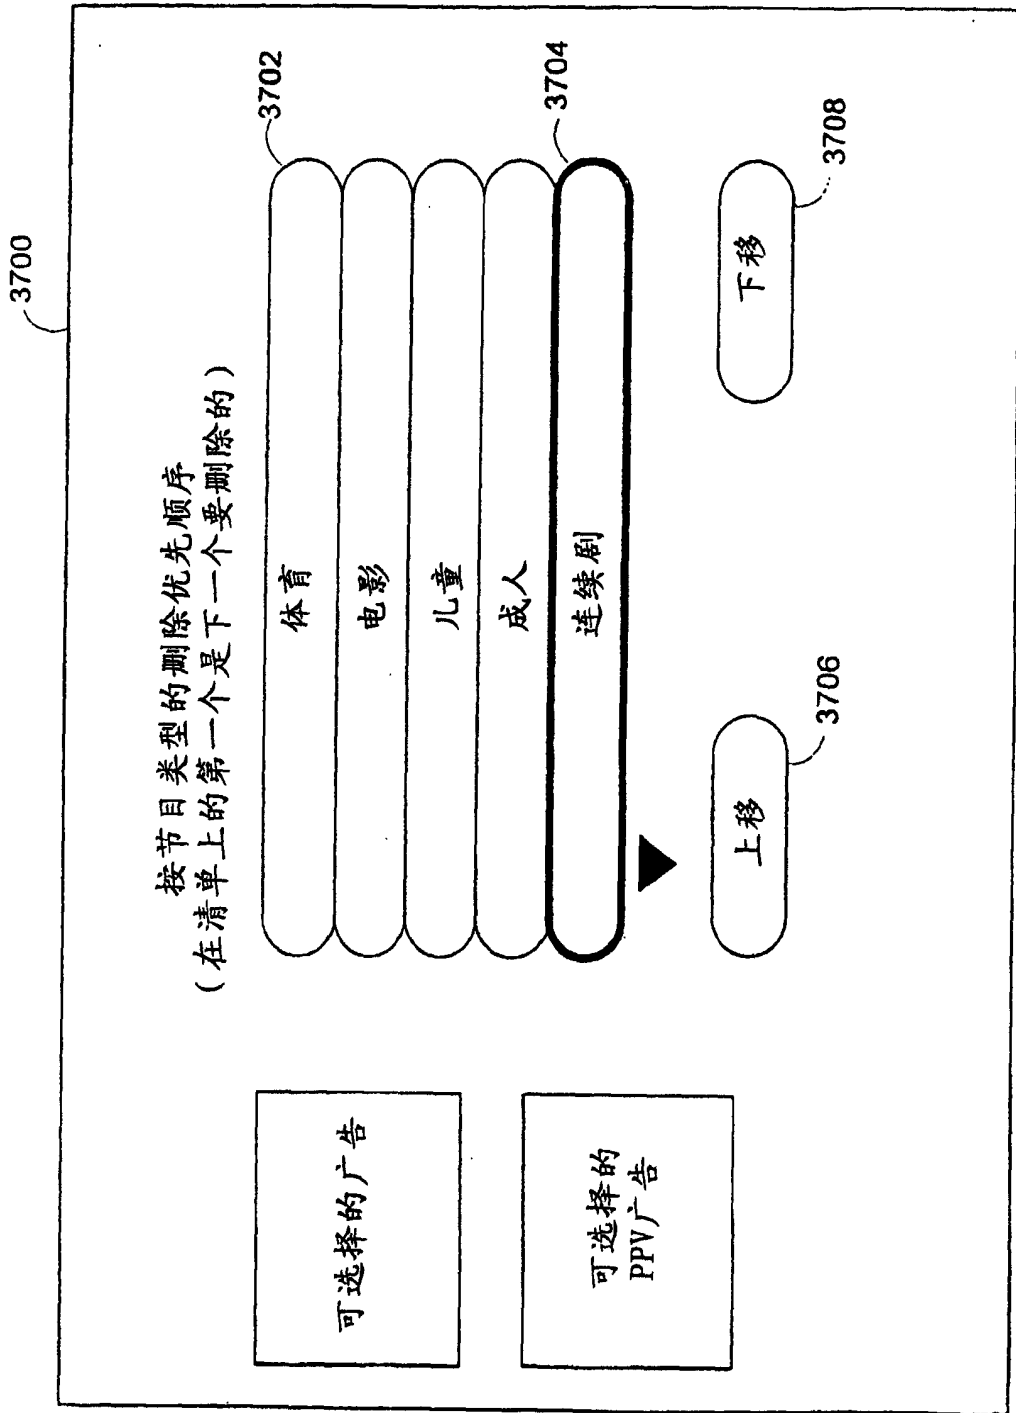 3700
按节目类型的删除优先顺序
(在清单上的第一个是下一个要删除的)
3702
体育
电影
儿童
成人
3704
连续剧
上移
3706
下移
3708
可选择的广告
可选择的
PPV广告